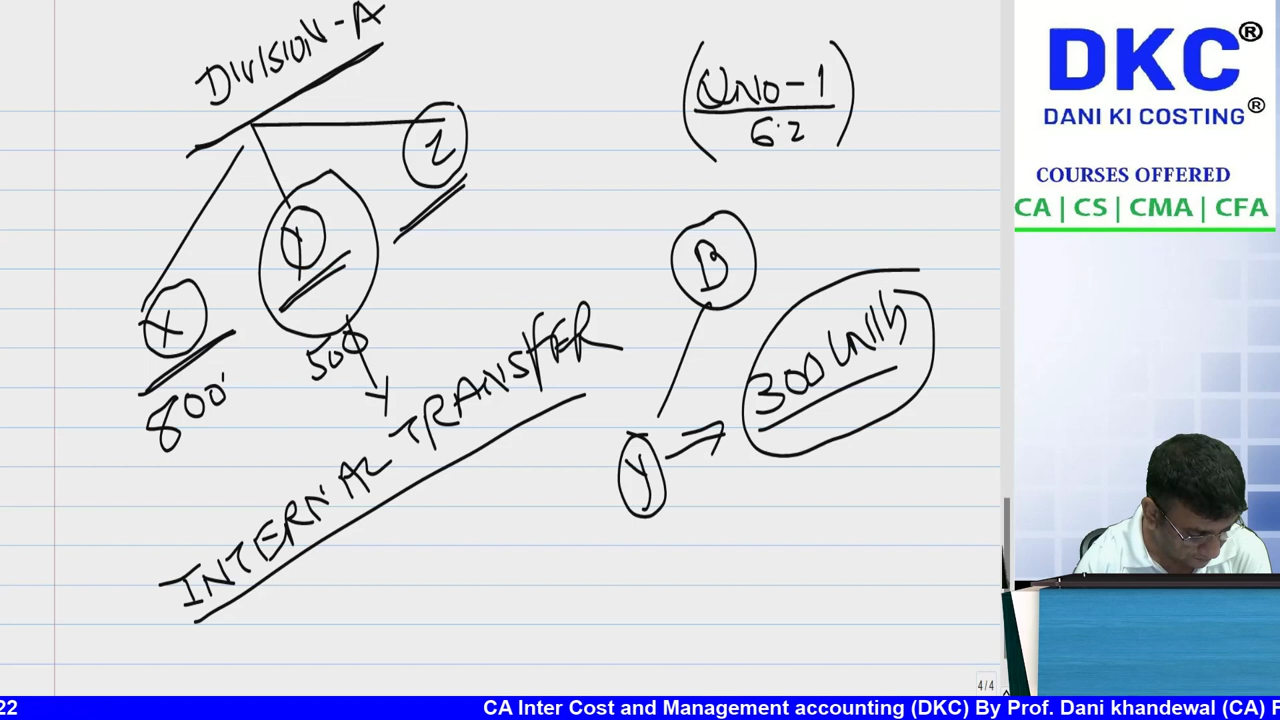 DIVISION-A
X
800
Y
500
Z
INTERNAL TRANSFER
QNO-1
6.2
B
Y
300 Units
DKC®
DANI KI COSTING®
COURSES OFFERED
CA | CS | CMA | CFA
4/4
22
CA Inter Cost and Management accounting (DKC) By Prof. Dani khandewal (CA) F